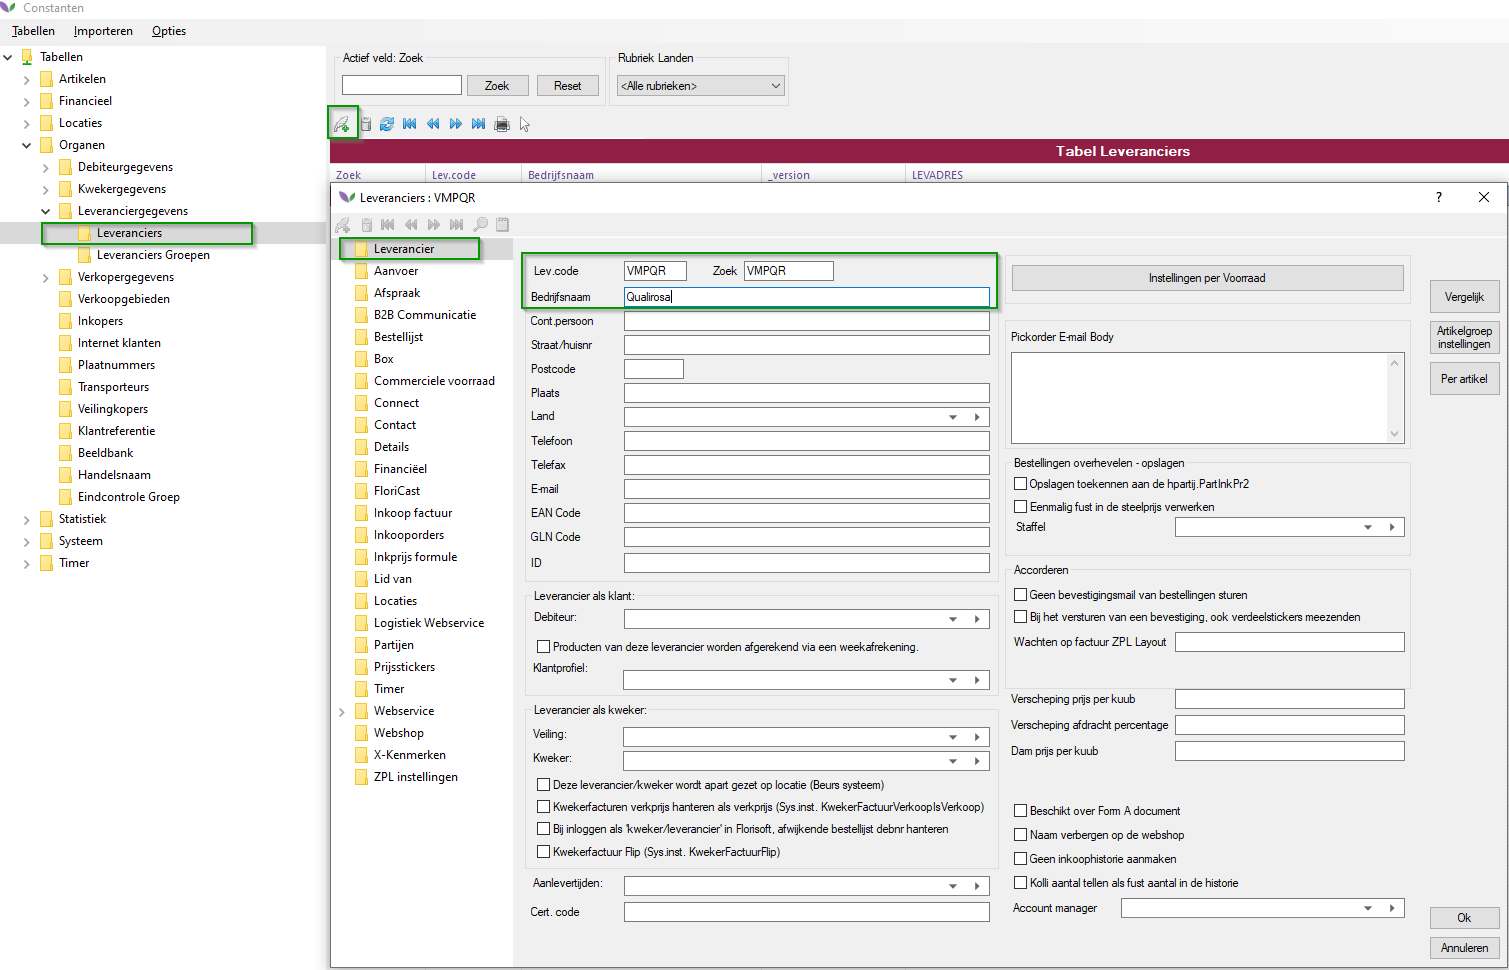 Constanten
Tabellen Importeren Opties
Tabellen
Artikelen
Financieel
Locaties
Organen
Debiteurgegevens
Kwekergegevens
Leveranciergegevens
Leveranciers
Leveranciers Groepen
Verkopergegevens
Verkoopgebieden
Inkopers
Internet klanten
Plaatnummers
Transporteurs
Veilingkopers
Klantreferentie
Beeldbank
Handelsnaam
Eindcontrole Groep
Statistiek
Systeem
Timer
Actief veld: Zoek
Zoek Reset
Rubriek Landen
<Alle rubrieken>
Tabel Leveranciers
Zoek Lev.code Bedrijfsnaam _version LEVADRES
Leveranciers : VMPQR ?
Leverancier
Aanvoer
Afspraak
B2B Communicatie
Bestellijst
Box
Commerciele voorraad
Connect
Contact
Details
Financiëel
FloriCast
Inkoop factuur
Inkooporders
Inkprijs formule
Lid van
Locaties
Logistiek Webservice
Partijen
Prijsstickers
Timer
Webservice
Webshop
X-Kenmerken
ZPL instellingen
Lev.code VMPQR Zoek VMPQR
Bedrijfsnaam Qualirosa
Cont.persoon
Straat/huisnr
Postcode
Plaats
Land
Telefoon
Telefax
E-mail
EAN Code
GLN Code
ID
Leverancier als klant:
Debiteur:
Producten van deze leverancier worden afgerekend via een weekafrekening.
Klantprofiel:
Leverancier als kweker:
Veiling:
Kweker:
Deze leverancier/kweker wordt apart gezet op locatie (Beurs systeem)
Kwekerfacturen verkprijs hanteren als verkprijs (Sys.inst. KwekerFactuurVerkoopIsVerkoop)
Bij inloggen als 'kweker/leverancier' in Florisoft, afwijkende bestellijst debnr hanteren
Kwekerfactuur Flip (Sys.inst. KwekerFactuurFlip)
Aanlevertijden:
Cert. code
Instellingen per Voorraad
Pickorder E-mail Body
Bestellingen overhevelen - opslagen
Opslagen toekennen aan de hpartij.PartInkPr2
Eenmalig fust in de steelprijs verwerken
Staffel
Accorderen
Geen bevestigingsmail van bestellingen sturen
Bij het versturen van een bevestiging, ook verdeelstickers meezenden
Wachten op factuur ZPL Layout
Verscheping prijs per kuub
Verscheping afdracht percentage
Dam prijs per kuub
Beschikt over Form A document
Naam verbergen op de webshop
Geen inkoophistorie aanmaken
Kolli aantal tellen als fust aantal in de historie
Account manager
Vergelijk
Artikelgroep
instellingen
Per artikel
Ok
Annuleren